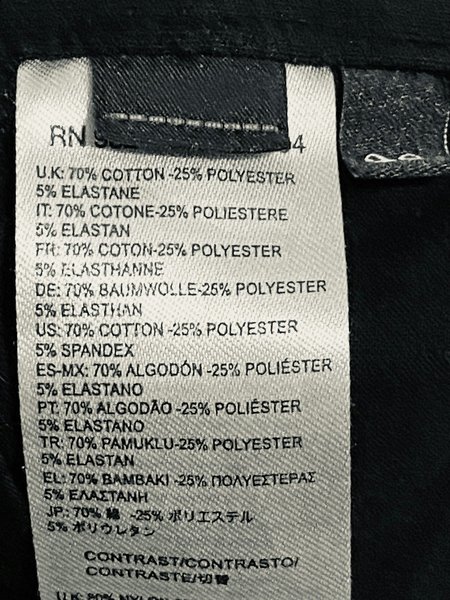 RN
U.K: 70% COTTON -25% POLYESTER
5% ELASTANE
IT: 70% COTONE-25% POLIESTERE
5% ELASTAN
FR: 70% COTON-25% POLYESTER
5% ELASTHANNE
DE: 70% BAUMWOLLE-25% POLYESTER
5% ELASTHAN
US: 70% COTTON -25% POLYESTER
5% SPANDEX
ES-MX: 70% ALGODÓN -25% POLIÉSTER
5% ELASTANO
PT: 70% ALGODÃO -25% POLIÉSTER
5% ELASTANO
TR: 70% PAMUKLU-25% POLYESTER
5% ELASTAN
EL: 70% ΒΑΜΒΑΚΙ -25% ΠΟΛΥΕΣΤΕΡΑΣ
5% ΕΛΑΣΤΑΝΗ
JP: 70% 綿 -25% ポリエステル
5% ポリウレタン
CONTRAST/CONTRASTO/
CONTRASTE/切替